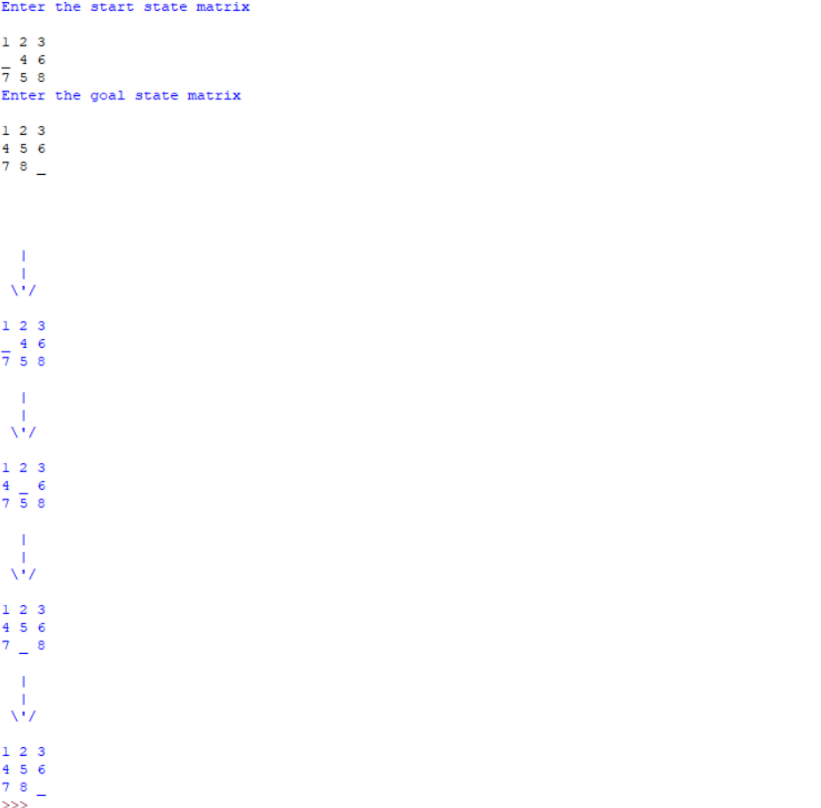 Enter the start state matrix
1 2 3
_ 4 6
7 5 8
Enter the goal state matrix
1 2 3
4 5 6
7 8 _
|
|
\'/
1 2 3
_ 4 6
7 5 8
|
|
\'/
1 2 3
4 _ 6
7 5 8
|
|
\'/
1 2 3
4 5 6
7 _ 8
|
|
\'/
1 2 3
4 5 6
7 8 _
>>>